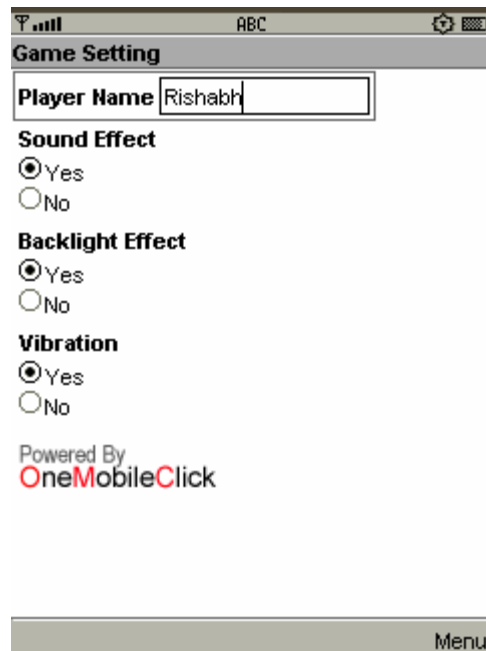 ABC
Game Setting
Player Name Rishabh
Sound Effect
Yes
No
Backlight Effect
Yes
No
Vibration
Yes
No
Powered By
OneMobileClick
Menu